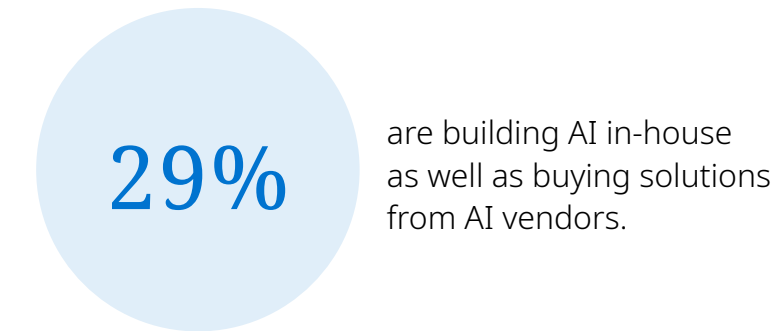 29%
are building AI in-house
as well as buying solutions
from AI vendors.